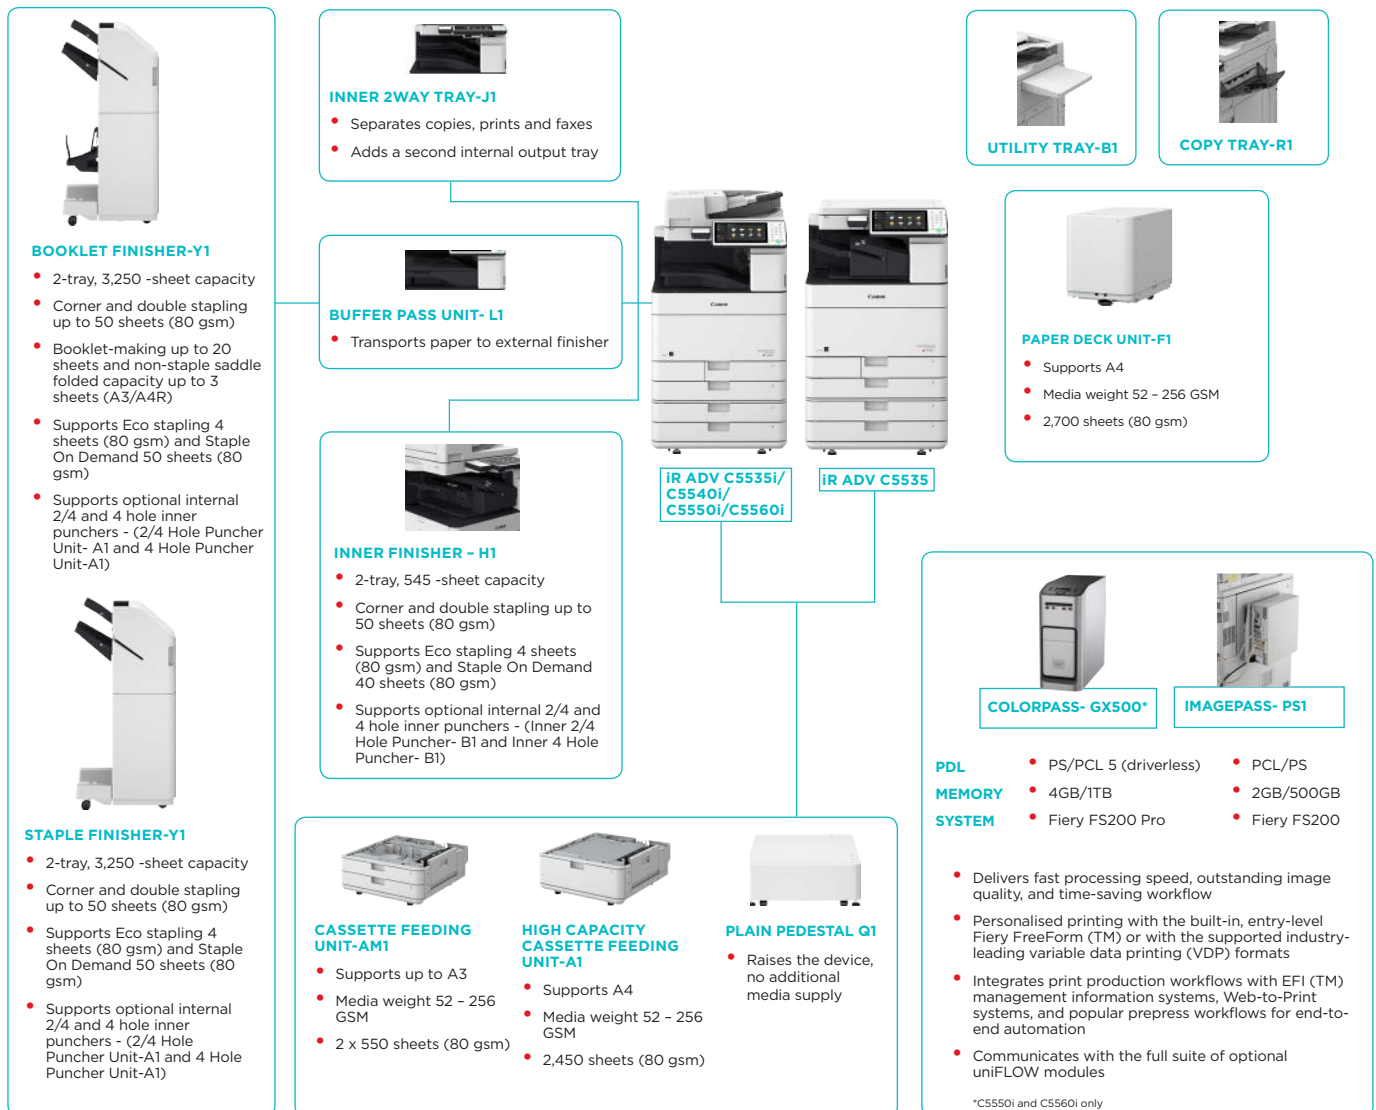 BOOKLET FINISHER-Y1
2-tray, 3,250 -sheet capacity
Corner and double stapling
up to 50 sheets (80 gsm)
Booklet-making up to 20
sheets and non-staple saddle
folded capacity up to 3
sheets (A3/A4R)
Supports Eco stapling 4
sheets (80 gsm) and Staple
On Demand 50 sheets (80
gsm)
Supports optional internal
2/4 and 4 hole inner
punchers - (2/4 Hole Puncher
Unit- A1 and 4 Hole Puncher
Unit-A1)
STAPLE FINISHER-Y1
2-tray, 3,250 -sheet capacity
Corner and double stapling
up to 50 sheets (80 gsm)
Supports Eco stapling 4
sheets (80 gsm) and Staple
On Demand 50 sheets (80
gsm)
Supports optional internal
2/4 and 4 hole inner
punchers - (2/4 Hole
Puncher Unit-A1 and 4 Hole
Puncher Unit-A1)
INNER 2WAY TRAY-J1
Separates copies, prints and faxes
Adds a second internal output tray
BUFFER PASS UNIT- L1
Transports paper to external finisher
INNER FINISHER – H1
2-tray, 545 -sheet capacity
Corner and double stapling up to
50 sheets (80 gsm)
Supports Eco stapling 4 sheets
(80 gsm) and Staple On Demand
40 sheets (80 gsm)
Supports optional internal 2/4 and
4 hole inner punchers - (Inner 2/4
Hole Puncher- B1 and Inner 4 Hole
Puncher- B1)
Canon
Canon
iR ADV C5535i/
C5540i/
C5550i/C5560i
iR ADV C5535
UTILITY TRAY-B1
COPY TRAY-R1
PAPER DECK UNIT-F1
Supports A4
Media weight 52 – 256 GSM
2,700 sheets (80 gsm)
CASSETTE FEEDING
UNIT-AM1
Supports up to A3
Media weight 52 – 256
GSM
2 x 550 sheets (80 gsm)
HIGH CAPACITY
CASSETTE FEEDING
UNIT-A1
Supports A4
Media weight 52 – 256
GSM
2,450 sheets (80 gsm)
PLAIN PEDESTAL Q1
Raises the device,
no additional
media supply
COLORPASS- GX500*
IMAGEPASS- PS1
PDL PS/PCL 5 (driverless) PCL/PS
MEMORY 4GB/1TB 2GB/500GB
SYSTEM Fiery FS200 Pro Fiery FS200
Delivers fast processing speed, outstanding image
quality, and time-saving workflow
Personalised printing with the built-in, entry-level
Fiery FreeForm (TM) or with the supported industry-
leading variable data printing (VDP) formats
Integrates print production workflows with EFI (TM)
management information systems, Web-to-Print
systems, and popular prepress workflows for end-to-
end automation
Communicates with the full suite of optional
uniFLOW modules
*C5550i and C5560i only